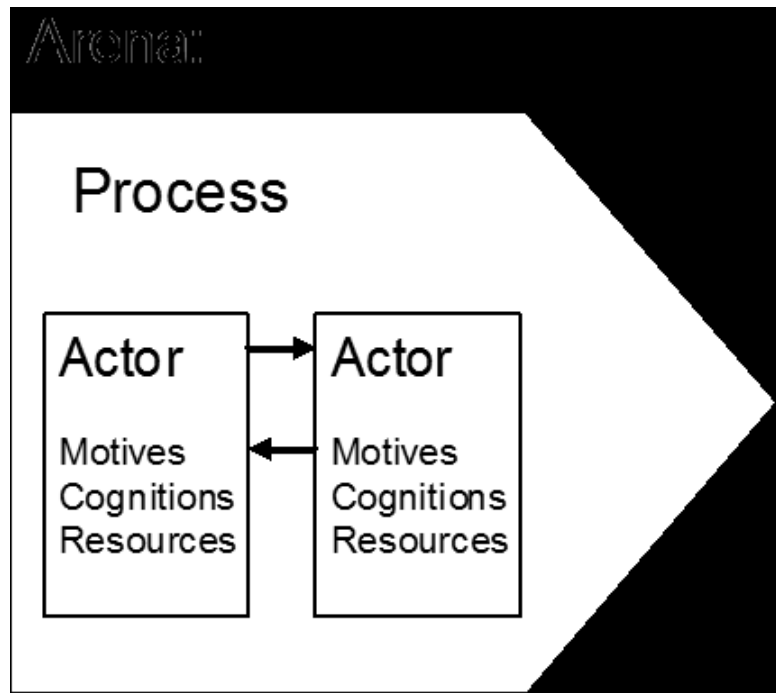 Arena:
Process
Actor
Motives
Cognitions
Resources
Actor
Motives
Cognitions
Resources